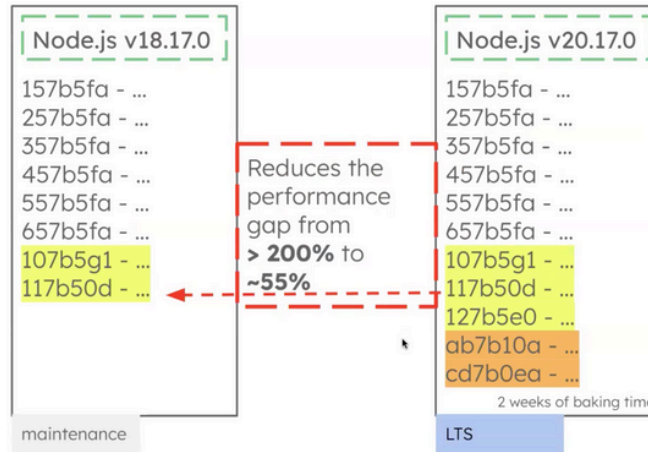 Node.js v18.17.0
157b5fa - ...
257b5fa - ...
357b5fa - ...
457b5fa - ...
557b5fa - ...
657b5fa - ...
107b5g1 - ...
117b50d - ...
maintenance
Reduces the
performance
gap from
> 200% to
~55%
Node.js v20.17.0
157b5fa - ...
257b5fa - ...
357b5fa - ...
457b5fa - ...
557b5fa - ...
657b5fa - ...
107b5g1 - ...
117b50d - ...
127b5e0 - ...
ab7b10a - ...
cd7b0ea - ...
2 weeks of baking time
LTS